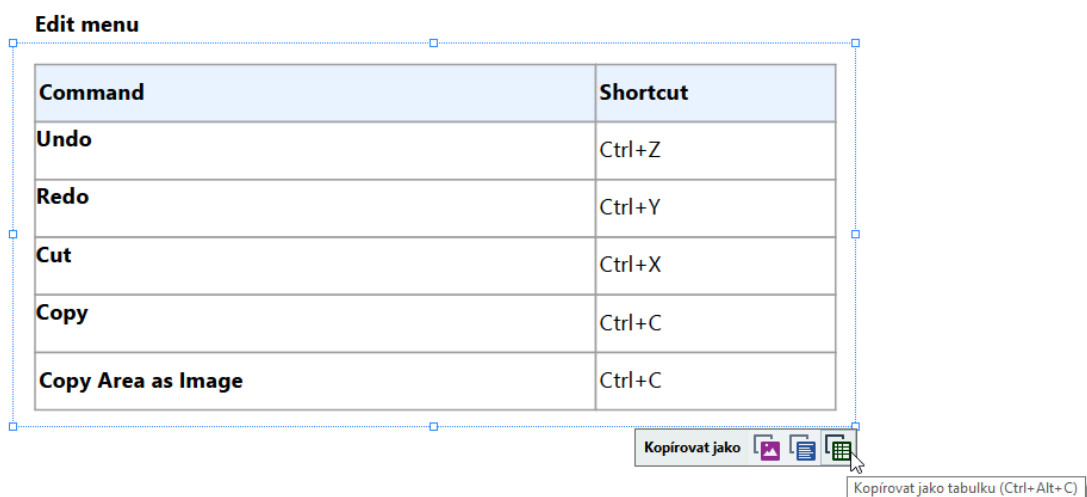 Edit menu
Command Shortcut
Undo Ctrl+Z
Redo Ctrl+Y
Cut Ctrl+X
Copy Ctrl+C
Copy Area as Image Ctrl+C
Kopírovat jako
Kopírovat jako tabulku (Ctrl+Alt+C)